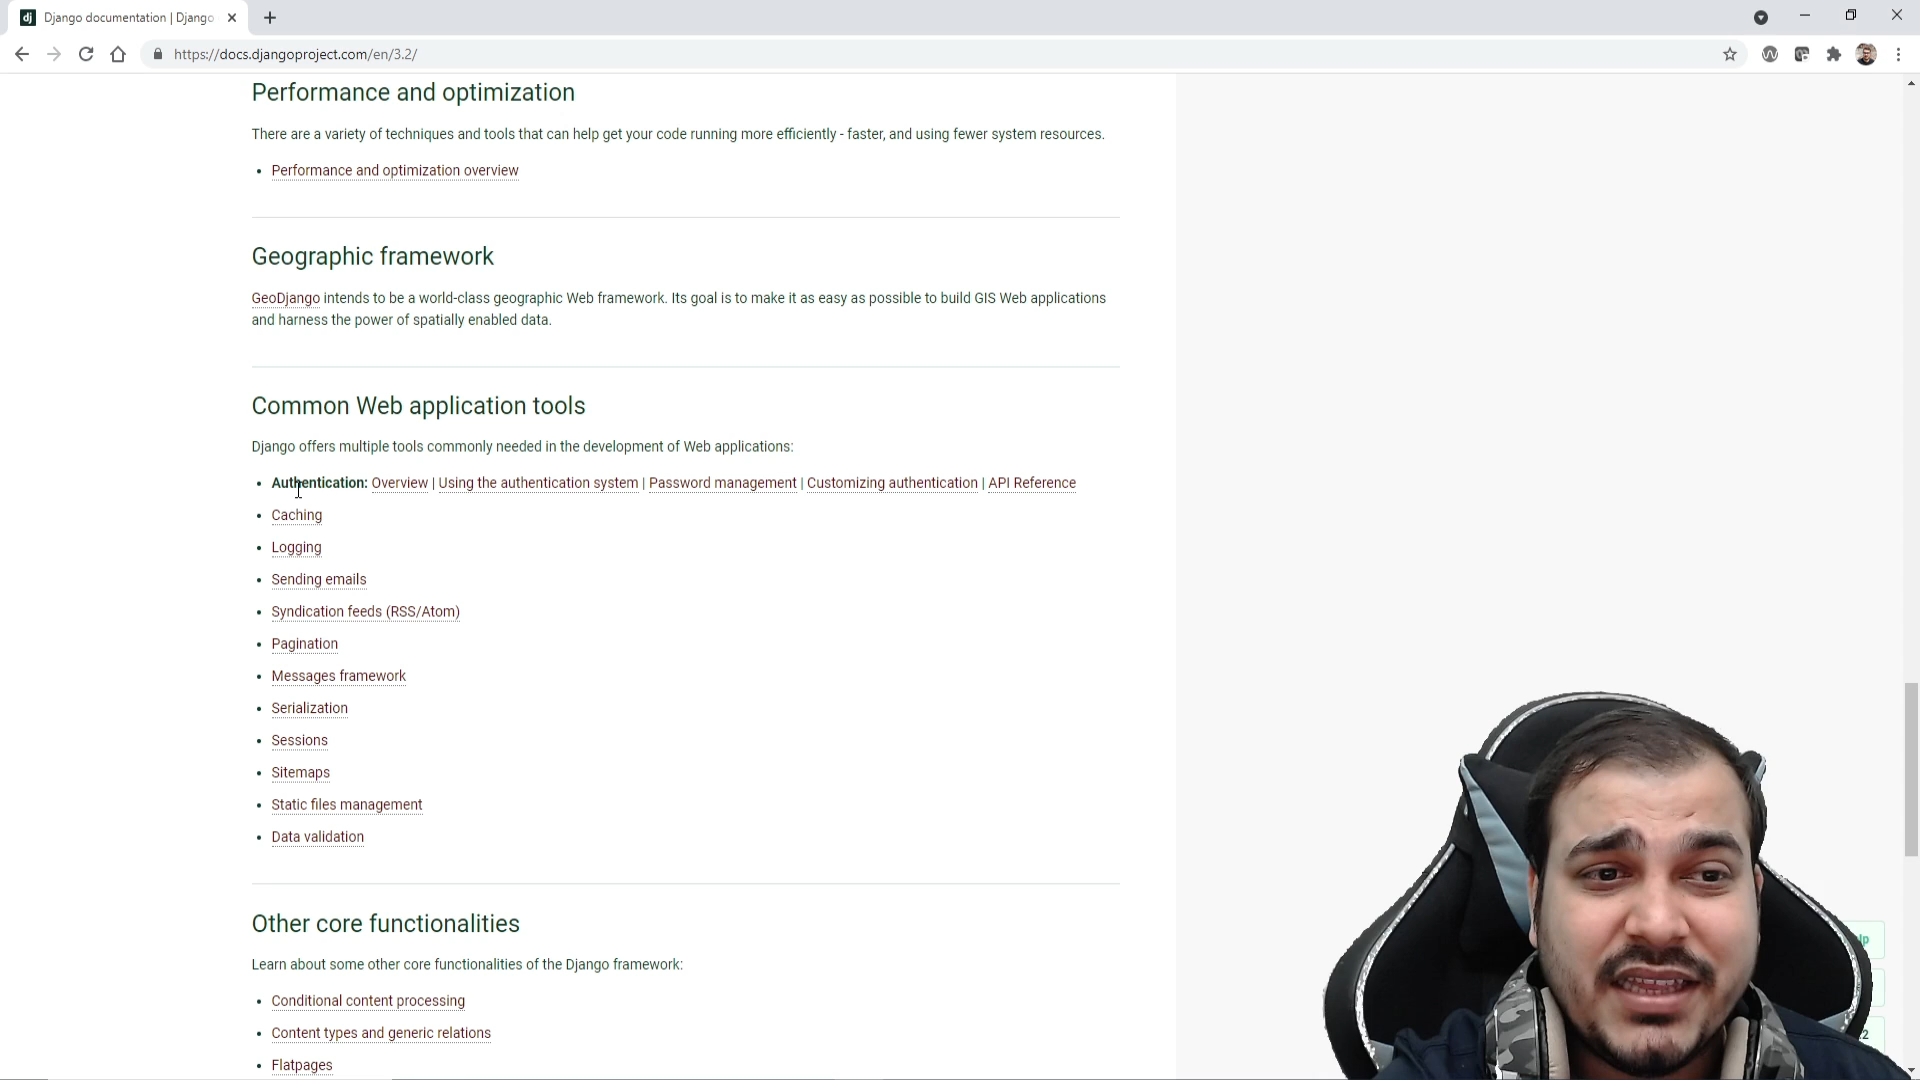 Django documentation | Django
https://docs.djangoproject.com/en/3.2/
Performance and optimization
There are a variety of techniques and tools that can help get your code running more efficiently - faster, and using fewer system resources.
Performance and optimization overview
Geographic framework
GeoDjango intends to be a world-class geographic Web framework. Its goal is to make it as easy as possible to build GIS Web applications
and harness the power of spatially enabled data.
Common Web application tools
Django offers multiple tools commonly needed in the development of Web applications:
Authentication: Overview | Using the authentication system | Password management | Customizing authentication | API Reference
Caching
Logging
Sending emails
Syndication feeds (RSS/Atom)
Pagination
Messages framework
Serialization
Sessions
Sitemaps
Static files management
Data validation
Other core functionalities
Learn about some other core functionalities of the Django framework:
Conditional content processing
Content types and generic relations
Flatpages